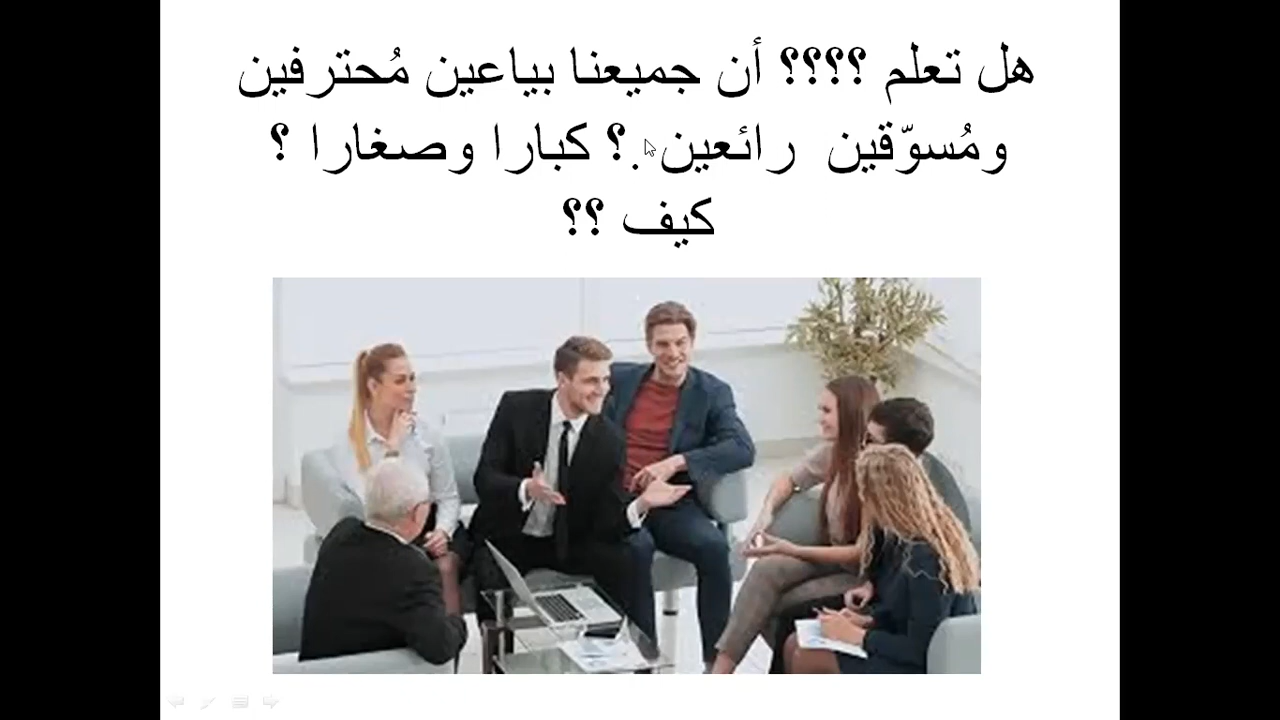 هل تعلم ؟؟؟؟ أن جميعنا بياعين مُحترفين
ومُسوّقين رائعين .؟ كبارا وصغارا ؟
كيف ؟؟